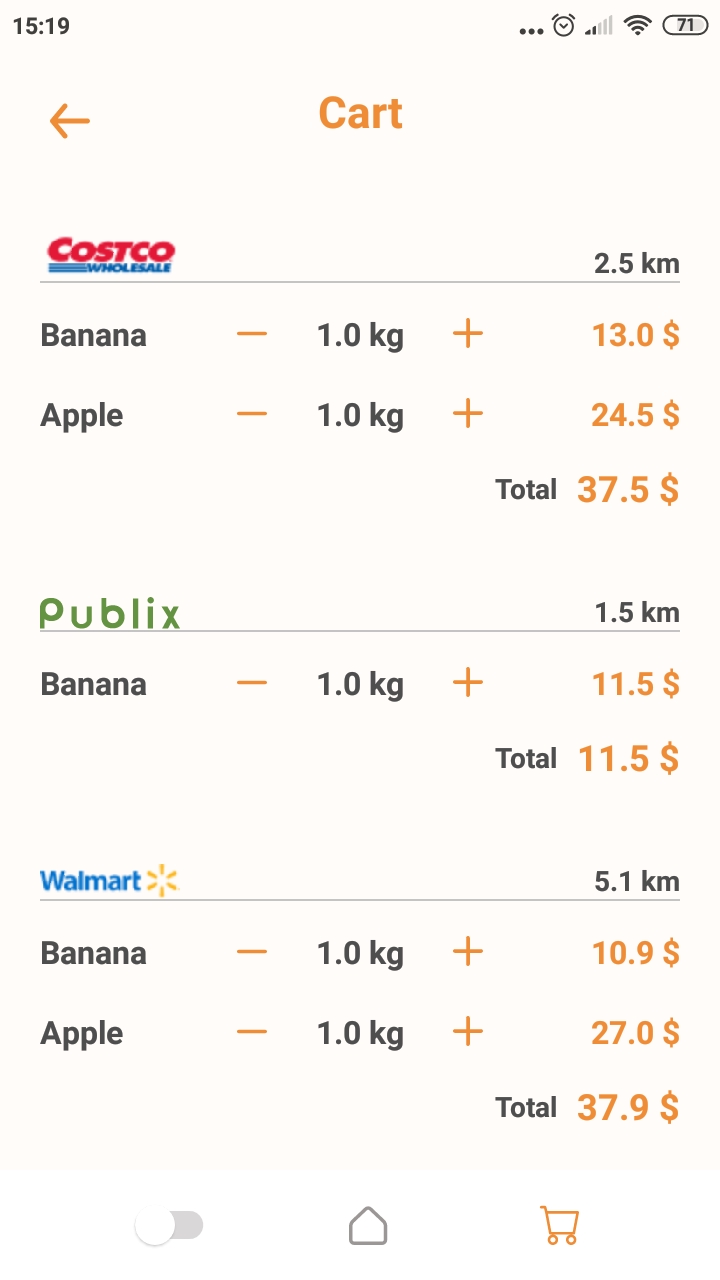 15:19 71
Cart
COSTCO WHOLESALE 2.5 km
Banana 1.0 kg 13.0 $
Apple 1.0 kg 24.5 $
Total 37.5 $
Publix 1.5 km
Banana 1.0 kg 11.5 $
Total 11.5 $
Walmart 5.1 km
Banana 1.0 kg 10.9 $
Apple 1.0 kg 27.0 $
Total 37.9 $